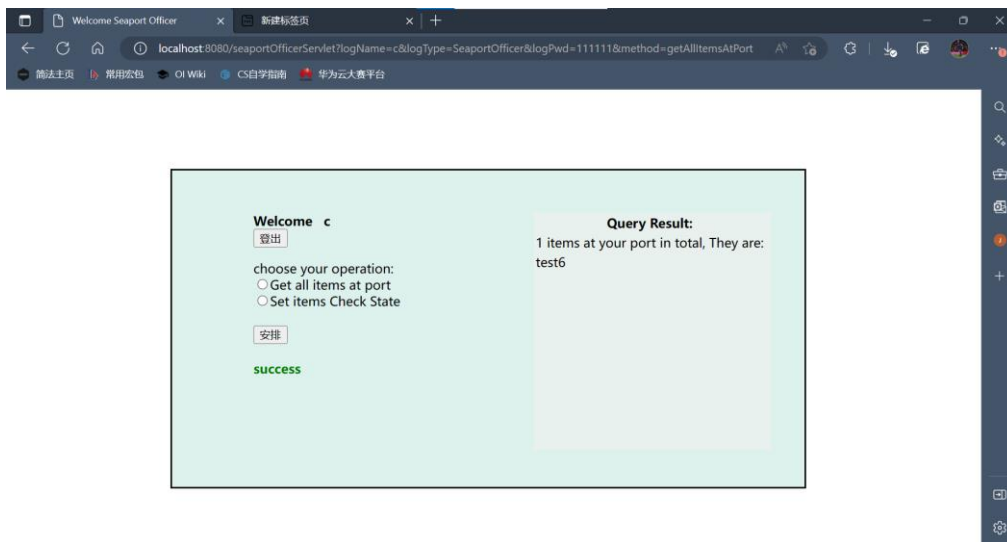 Welcome Seaport Officer
新建标签页
localhost:8080/seaportOfficerServlet?logName=c&logType=SeaportOfficer&logPwd=111111&method=getAllItemsAtPort
简法主页 常用宏包 OI Wiki CS自学指南 华为云大赛平台
Welcome c
登出
choose your operation:
Get all items at port
Set items Check State
安排
success
Query Result:
1 items at your port in total, They are:
test6